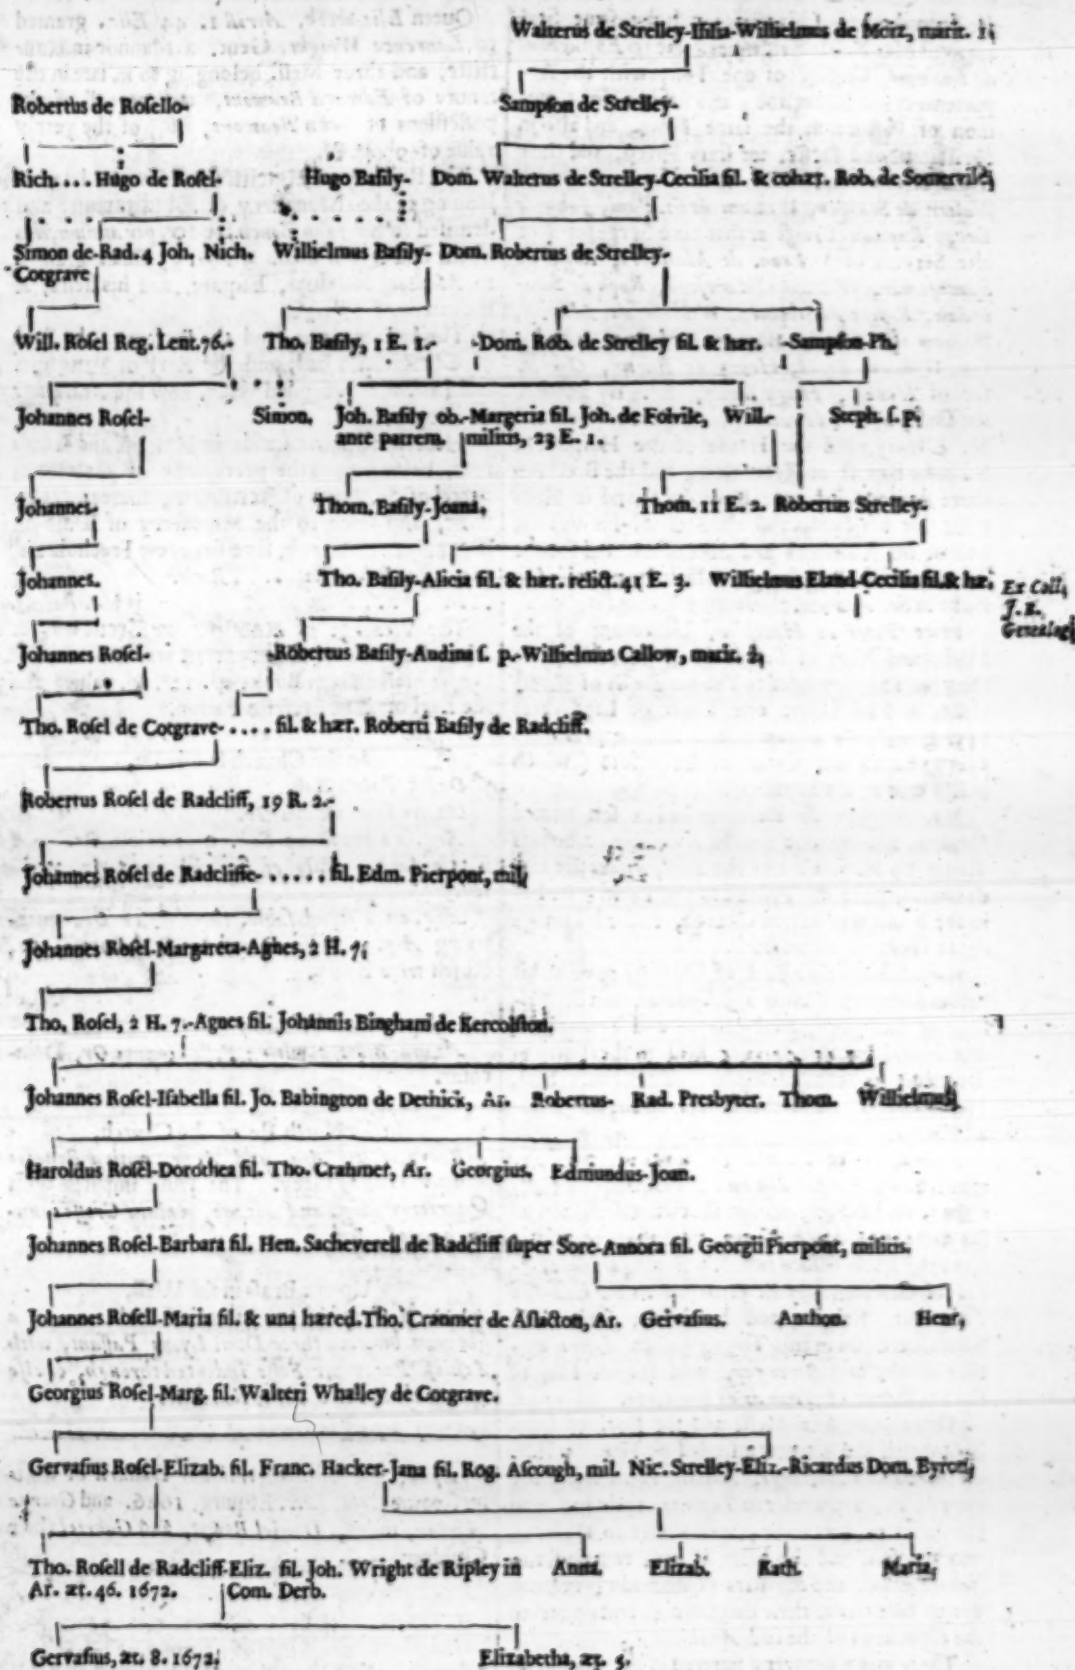 Walterus de Strelley-Isilia-Willielmus de Morz, marit. 1.
Robertus de Rosello- Sampson de Strelley-
Rich.... Hugo de Rosel- Hugo Basily- Dom. Walterus de Strelley-Cecilia fil. & cohær. Rob. de Somervile,
Simon de-Rad. 4 Joh. Nich. Willielmus Basily- Dom. Robertus de Strelley-
Cotgrave
Will. Rosel Reg. Lent. 76.- Tho. Basily, 1 E. 1.- -Dom. Rob. de Strelley fil. & hær. -Sampson-Ph.
Johannes Rosel- Simon. Joh. Basily ob.-Margeria fil. Joh. de Folvile, Will.- Steph. s. p.
ante patrem. militis, 23 E. 1.
Johannes- Thom. Basily-Joana. Thom. 11 E. 2. Robertus Strelley-
Johannes. Tho. Basily-Alicia fil. & hær. relict. 41 E. 3. Willielmus Eland-Cecilia fil. & hæ. Ex Coll.
J. R.
Genealog
Johannes Rosel- Robertus Basily-Audina s. p.-Willielmus Callow, marit. 2.
Tho. Rosel de Cotgrave-.... fil. & hær. Roberti Basily de Radcliff.
Robertus Rosel de Radcliff, 19 R. 2.-
Johannes Rosel de Radcliffe-..... fil. Edm. Pierpont, mil.
Johannes Rosel-Margareta-Agnes, 2 H. 7.
Tho. Rosel, 2 H. 7.-Agnes fil. Johannis Binghami de Kercolston.
Johannes Rosel-Isabella fil. Jo. Babington de Dethick, Ar. Robertus- Rad. Presbyter. Thom. Willielmus
Haroldus Rosel-Dorothea fil. Tho. Cranmer, Ar. Georgius. Edmundus-Joan.
Johannes Rosel-Barbara fil. Hen. Sacheverell de Radcliff super Sore-Annora fil. Georgii Pierpont, militis.
Johannes Rosell-Maria fil. & una hæred. Tho. Cranmer de Aslacton, Ar. Gervasius. Anthon. Henr.
Georgius Rosel-Marg. fil. Walteri Whalley de Cotgrave.
Gervasius Rosel-Elizab. fil. Franc. Hacker-Jana fil. Rog. Ascough, mil. Nic. Strelley-Eliz.-Ricardus Dom. Byron,
Tho. Rosell de Radcliff-Eliz. fil. Joh. Wright de Ripley in Anna. Elizab. Kath. Maria,
Ar. æt. 46. 1672. Com. Derb.
Gervasius, æt. 8. 1672. Elizabetha, æt. 5.